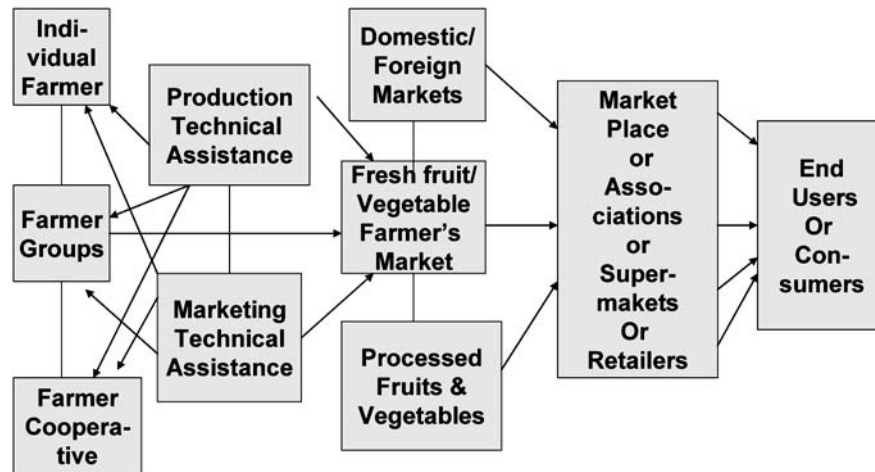 Indi-
vidual
Farmer
Production
Technical
Assistance
Farmer
Groups
Marketing
Technical
Assistance
Farmer
Coopera-
tive
Domestic/
Foreign
Markets
Fresh fruit/
Vegetable
Farmer's
Market
Processed
Fruits &
Vegetables
Market
Place
or
Asso-
ciations
or
Super-
makets
Or
Retailers
End
Users
Or
Con-
sumers